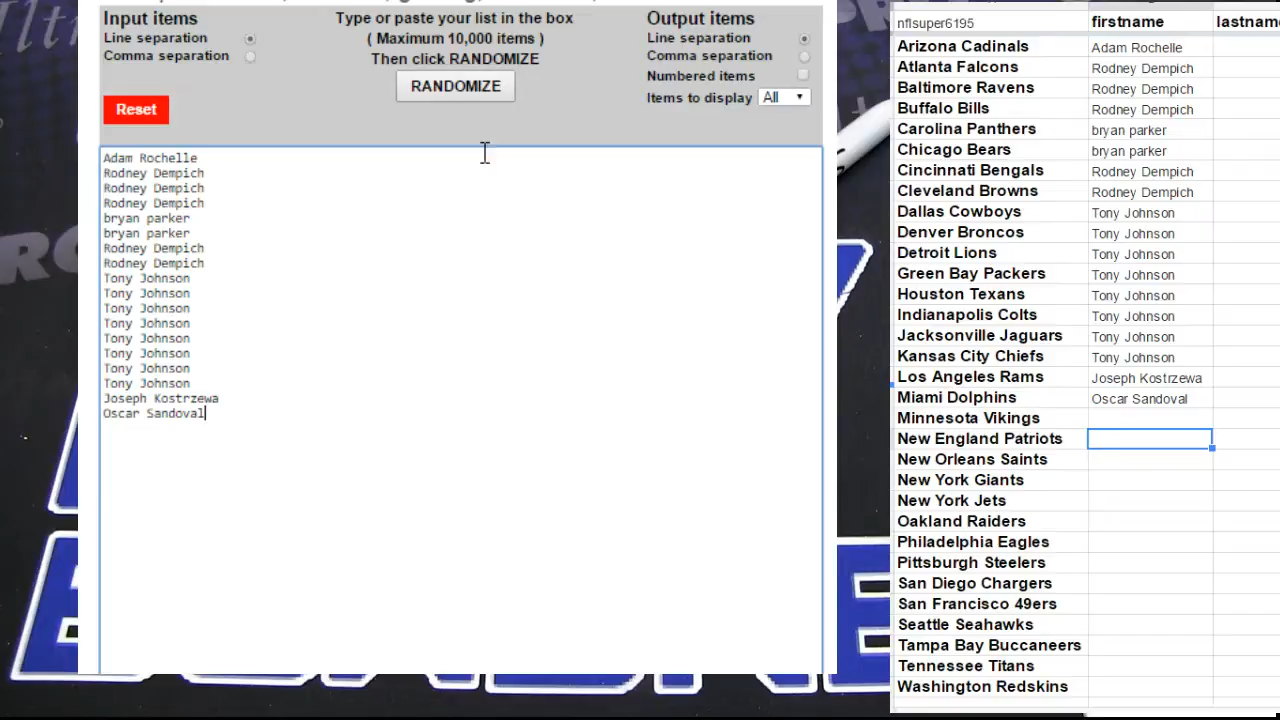 Input items
Line separation
Comma separation
Reset
Type or paste your list in the box
( Maximum 10,000 items )
Then click RANDOMIZE
RANDOMIZE
Output items
Line separation
Comma separation
Numbered items
Items to display All
Adam Rochelle
Rodney Dempich
Rodney Dempich
Rodney Dempich
bryan parker
bryan parker
Rodney Dempich
Rodney Dempich
Tony Johnson
Tony Johnson
Tony Johnson
Tony Johnson
Tony Johnson
Tony Johnson
Tony Johnson
Tony Johnson
Joseph Kostrzewa
Oscar Sandoval
nflsuper6195 firstname lastname
Arizona Cadinals Adam Rochelle
Atlanta Falcons Rodney Dempich
Baltimore Ravens Rodney Dempich
Buffalo Bills Rodney Dempich
Carolina Panthers bryan parker
Chicago Bears bryan parker
Cincinnati Bengals Rodney Dempich
Cleveland Browns Rodney Dempich
Dallas Cowboys Tony Johnson
Denver Broncos Tony Johnson
Detroit Lions Tony Johnson
Green Bay Packers Tony Johnson
Houston Texans Tony Johnson
Indianapolis Colts Tony Johnson
Jacksonville Jaguars Tony Johnson
Kansas City Chiefs Tony Johnson
Los Angeles Rams Joseph Kostrzewa
Miami Dolphins Oscar Sandoval
Minnesota Vikings
New England Patriots
New Orleans Saints
New York Giants
New York Jets
Oakland Raiders
Philadelphia Eagles
Pittsburgh Steelers
San Diego Chargers
San Francisco 49ers
Seattle Seahawks
Tampa Bay Buccaneers
Tennessee Titans
Washington Redskins